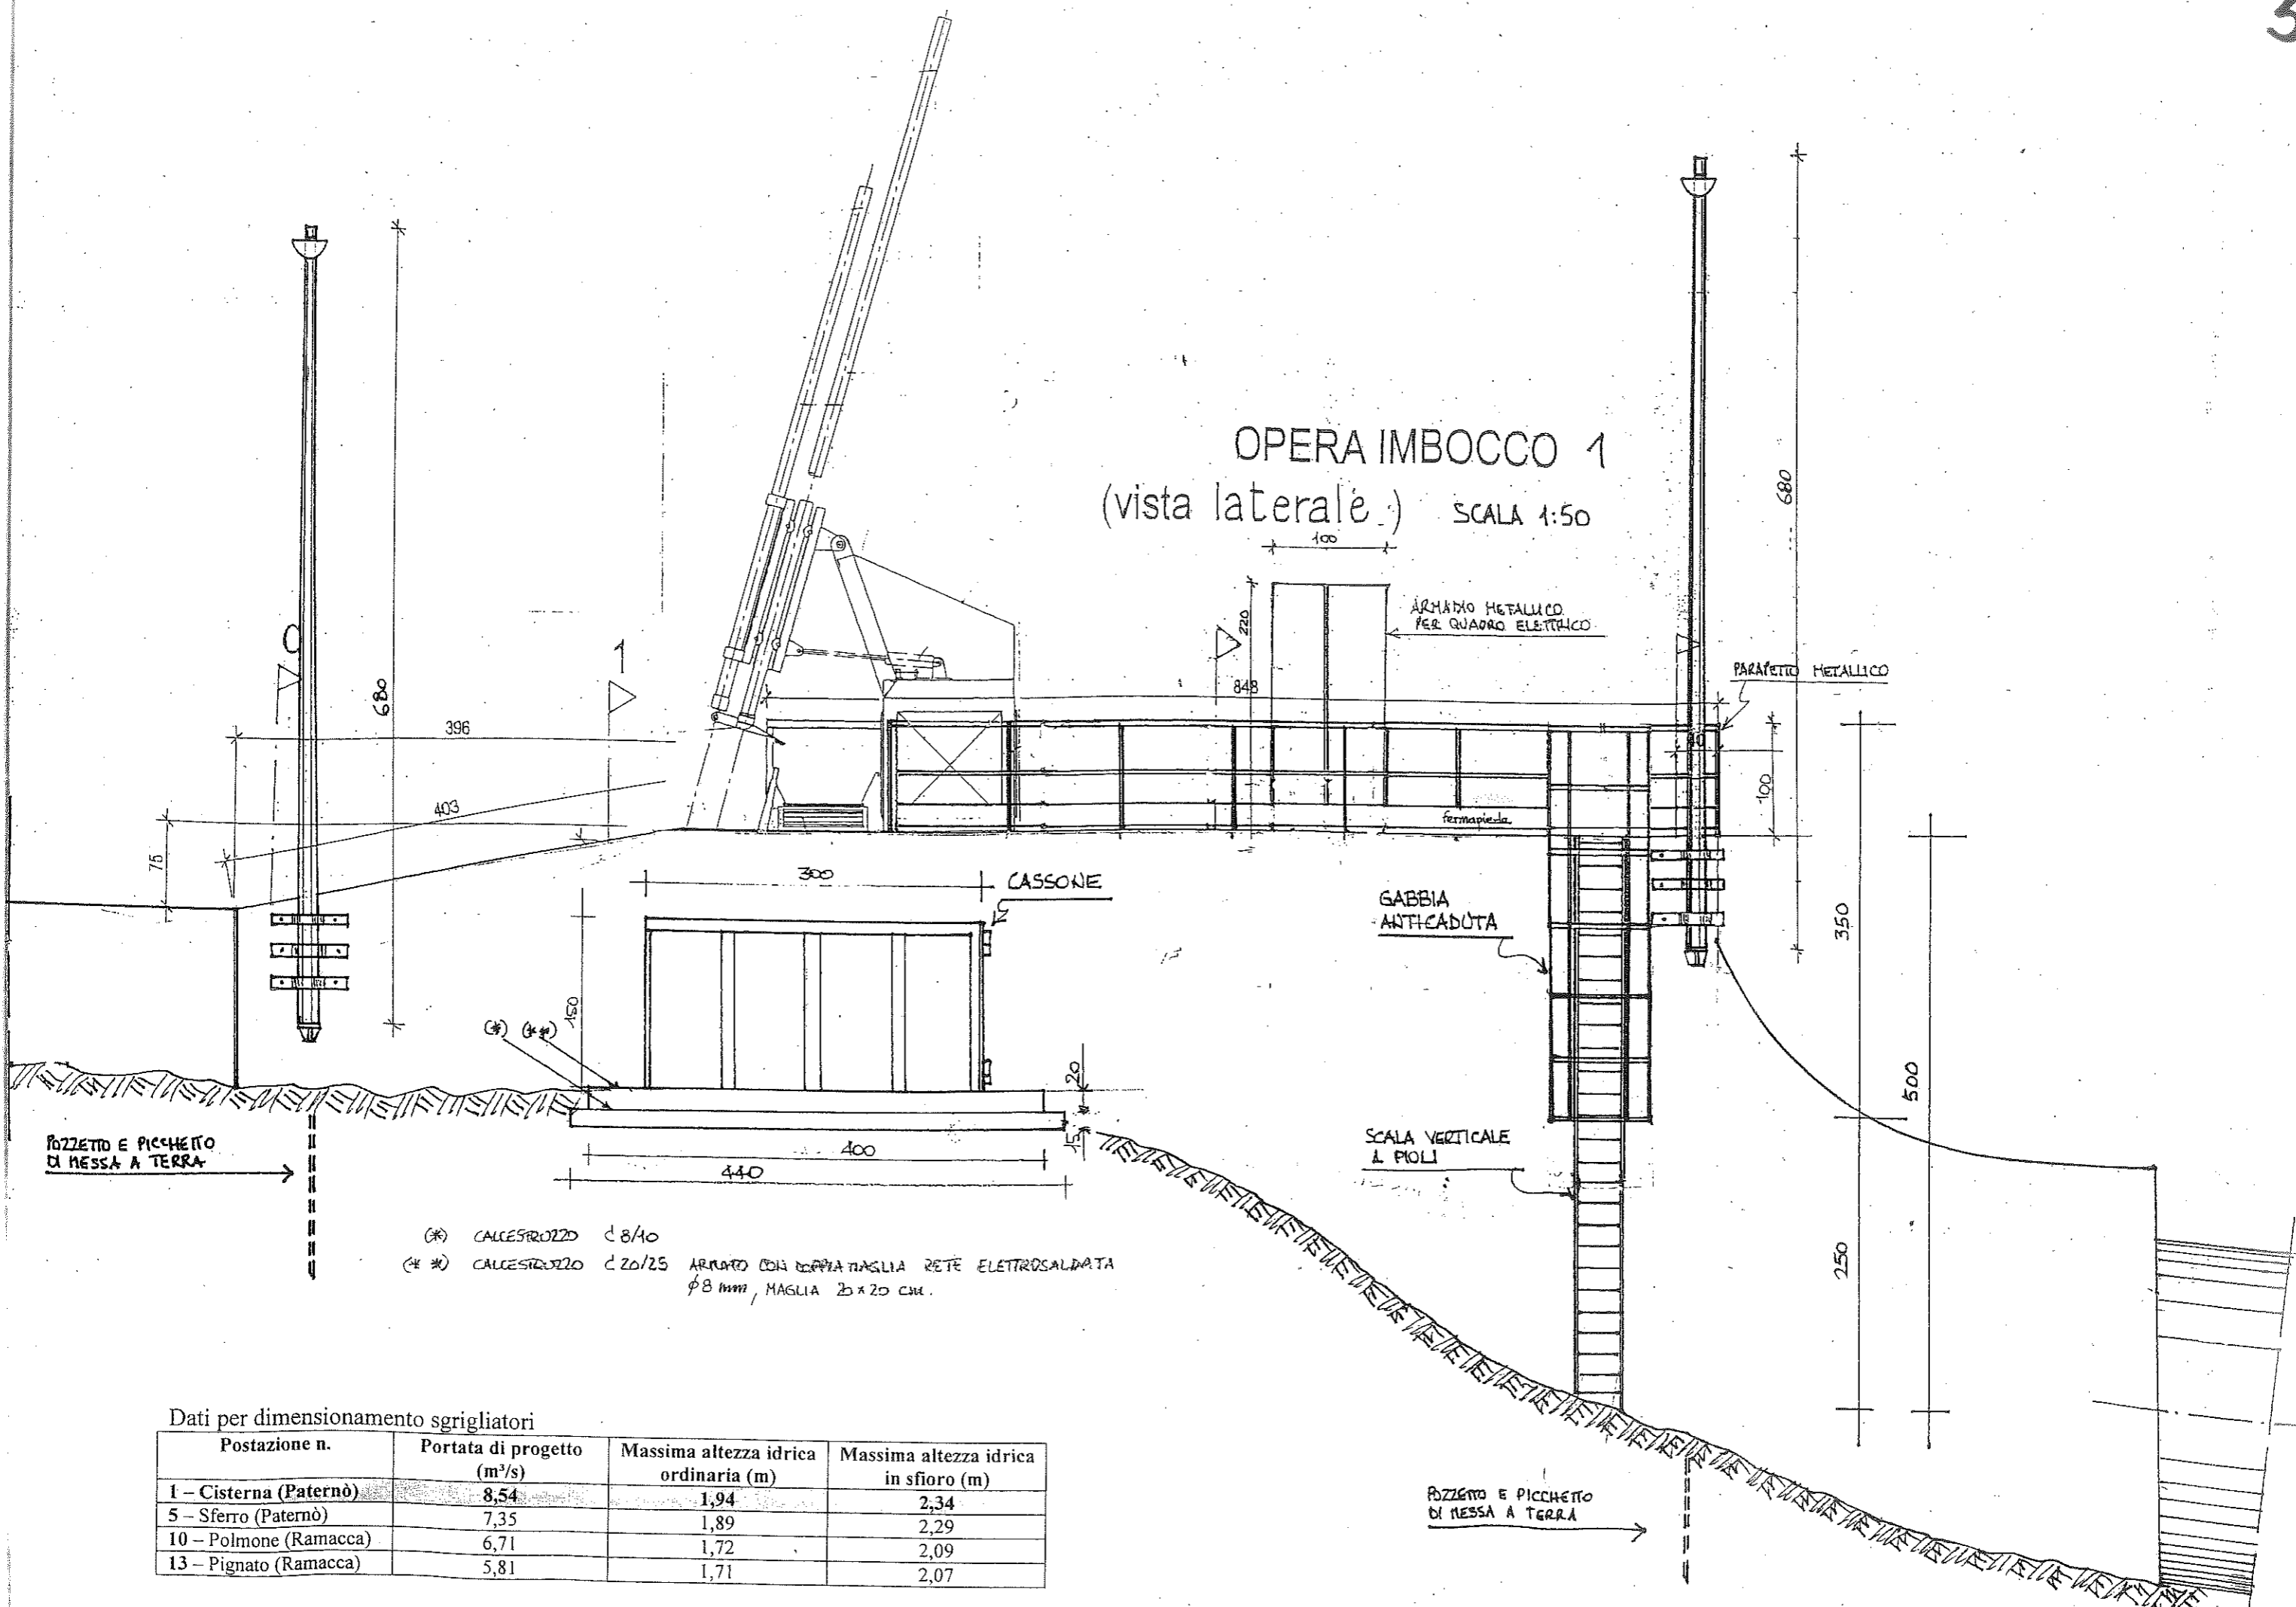 3
OPERA IMBOCCO 1
(vista laterale) SCALA 1:50
100
220
ARMADIO METALLICO
PER QUADRO ELETTRICO
680
680
0
1
848
PARAPETTO METALLICO
396
403
75
100
fermapiede
300
CASSONE
GABBIA
ANTICADUTA
350
150
(*) (**)
20
500
15
POZZETTO E PICCHETTO
DI MESSA A TERRA
400
440
SCALA VERTICALE
A PIOLI
250
(*) CALCESTRUZZO C 8/10
(**) CALCESTRUZZO C 20/25 ARMATO CON DOPPIA MAGLIA RETE ELETTROSALDATA
φ8 mm, MAGLIA 20x20 cm.
Dati per dimensionamento sgrigliatori
Postazione n. Portata di progetto (m³/s) Massima altezza idrica ordinaria (m) Massima altezza idrica in sfioro (m)
1 – Cisterna (Paternò) 8,54 1,94 2,34
5 – Sferro (Paternò) 7,35 1,89 2,29
10 – Polmone (Ramacca) 6,71 1,72 2,09
13 – Pignato (Ramacca) 5,81 1,71 2,07
POZZETTO E PICCHETTO
DI MESSA A TERRA